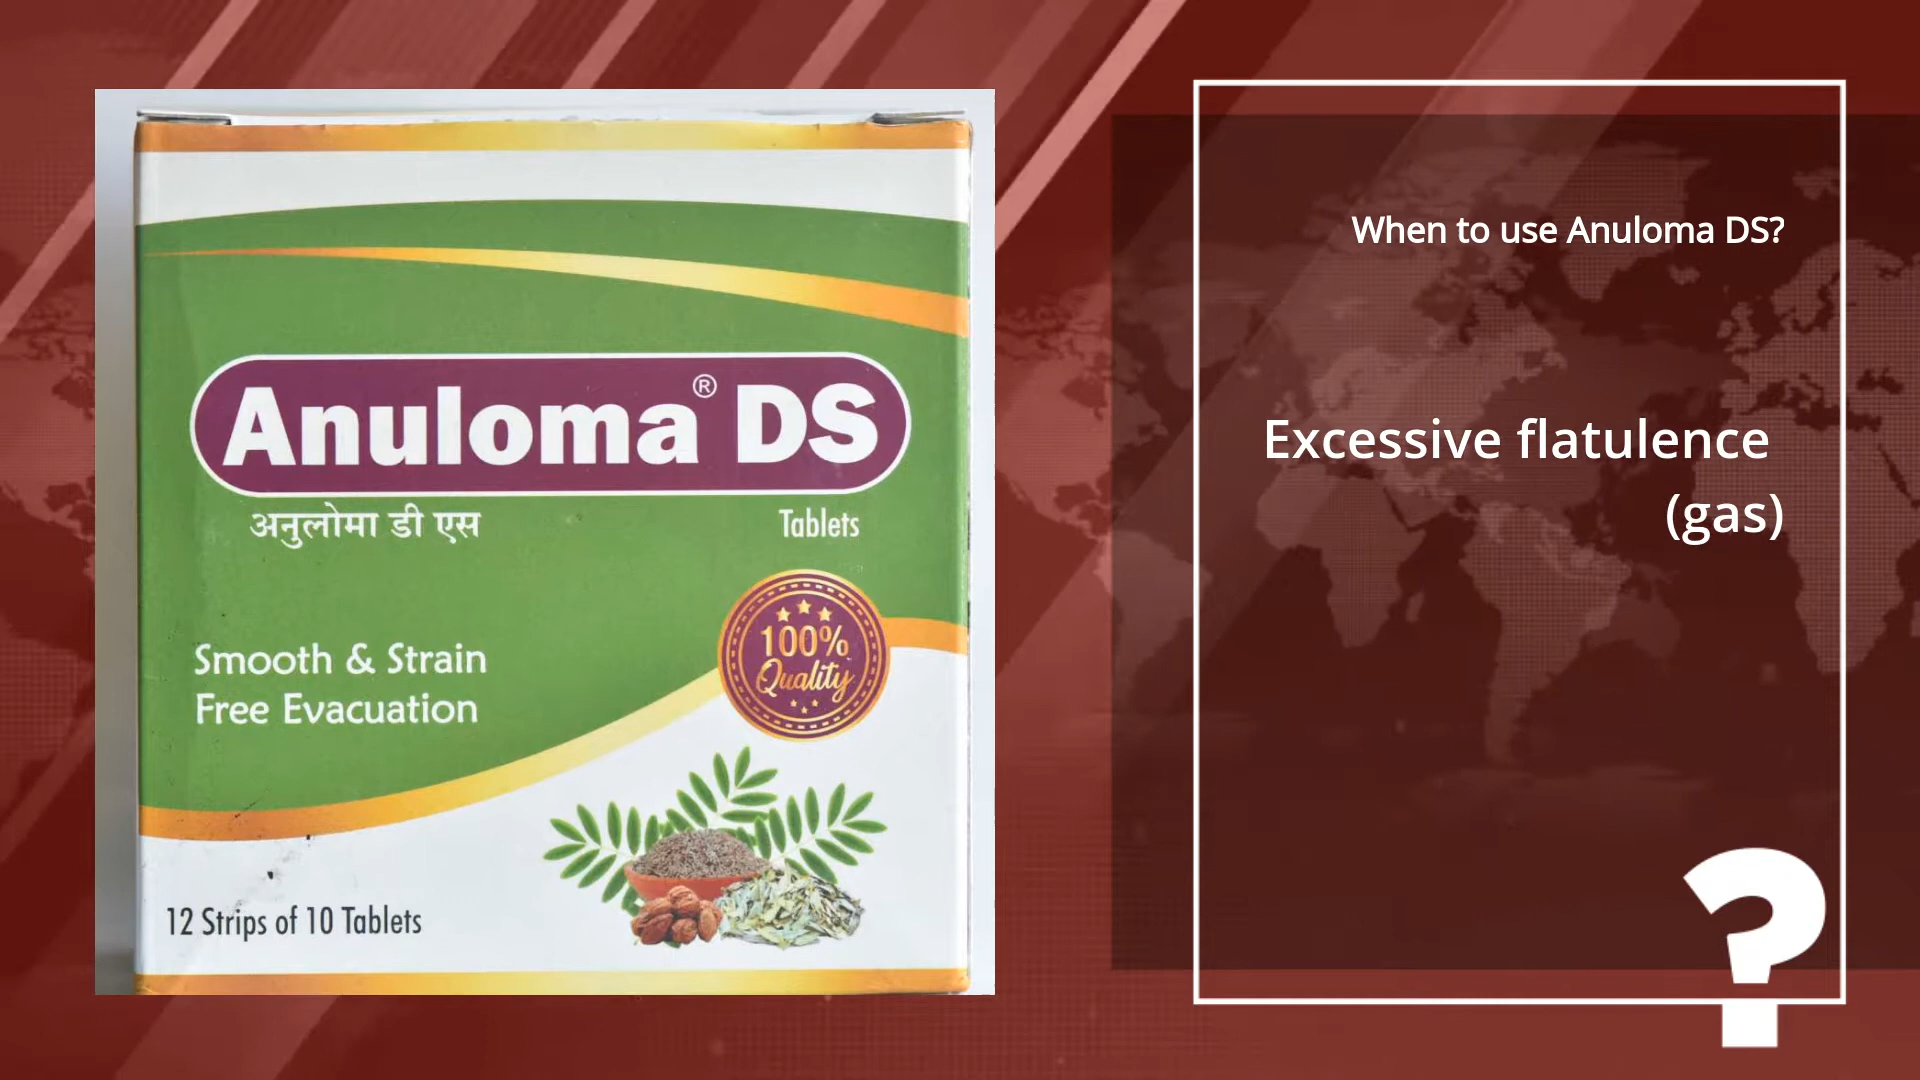 Anuloma® DS
अनुलोमा डी एस
Tablets
Smooth & Strain
Free Evacuation
100%
Quality
12 Strips of 10 Tablets
When to use Anuloma DS?
Excessive flatulence
(gas)
?